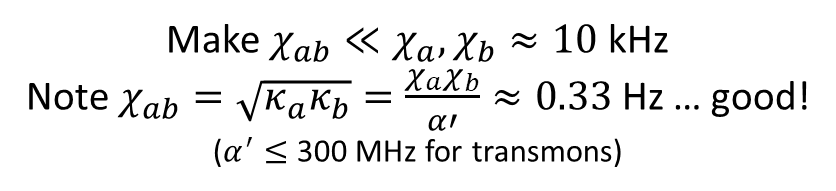 Make χ_ab ≪ χ_a, χ_b ≈ 10 kHz
Note χ_ab = √(κ_a κ_b) = χ_a χ_b / α′ ≈ 0.33 Hz … good!
(α′ ≤ 300 MHz for transmons)